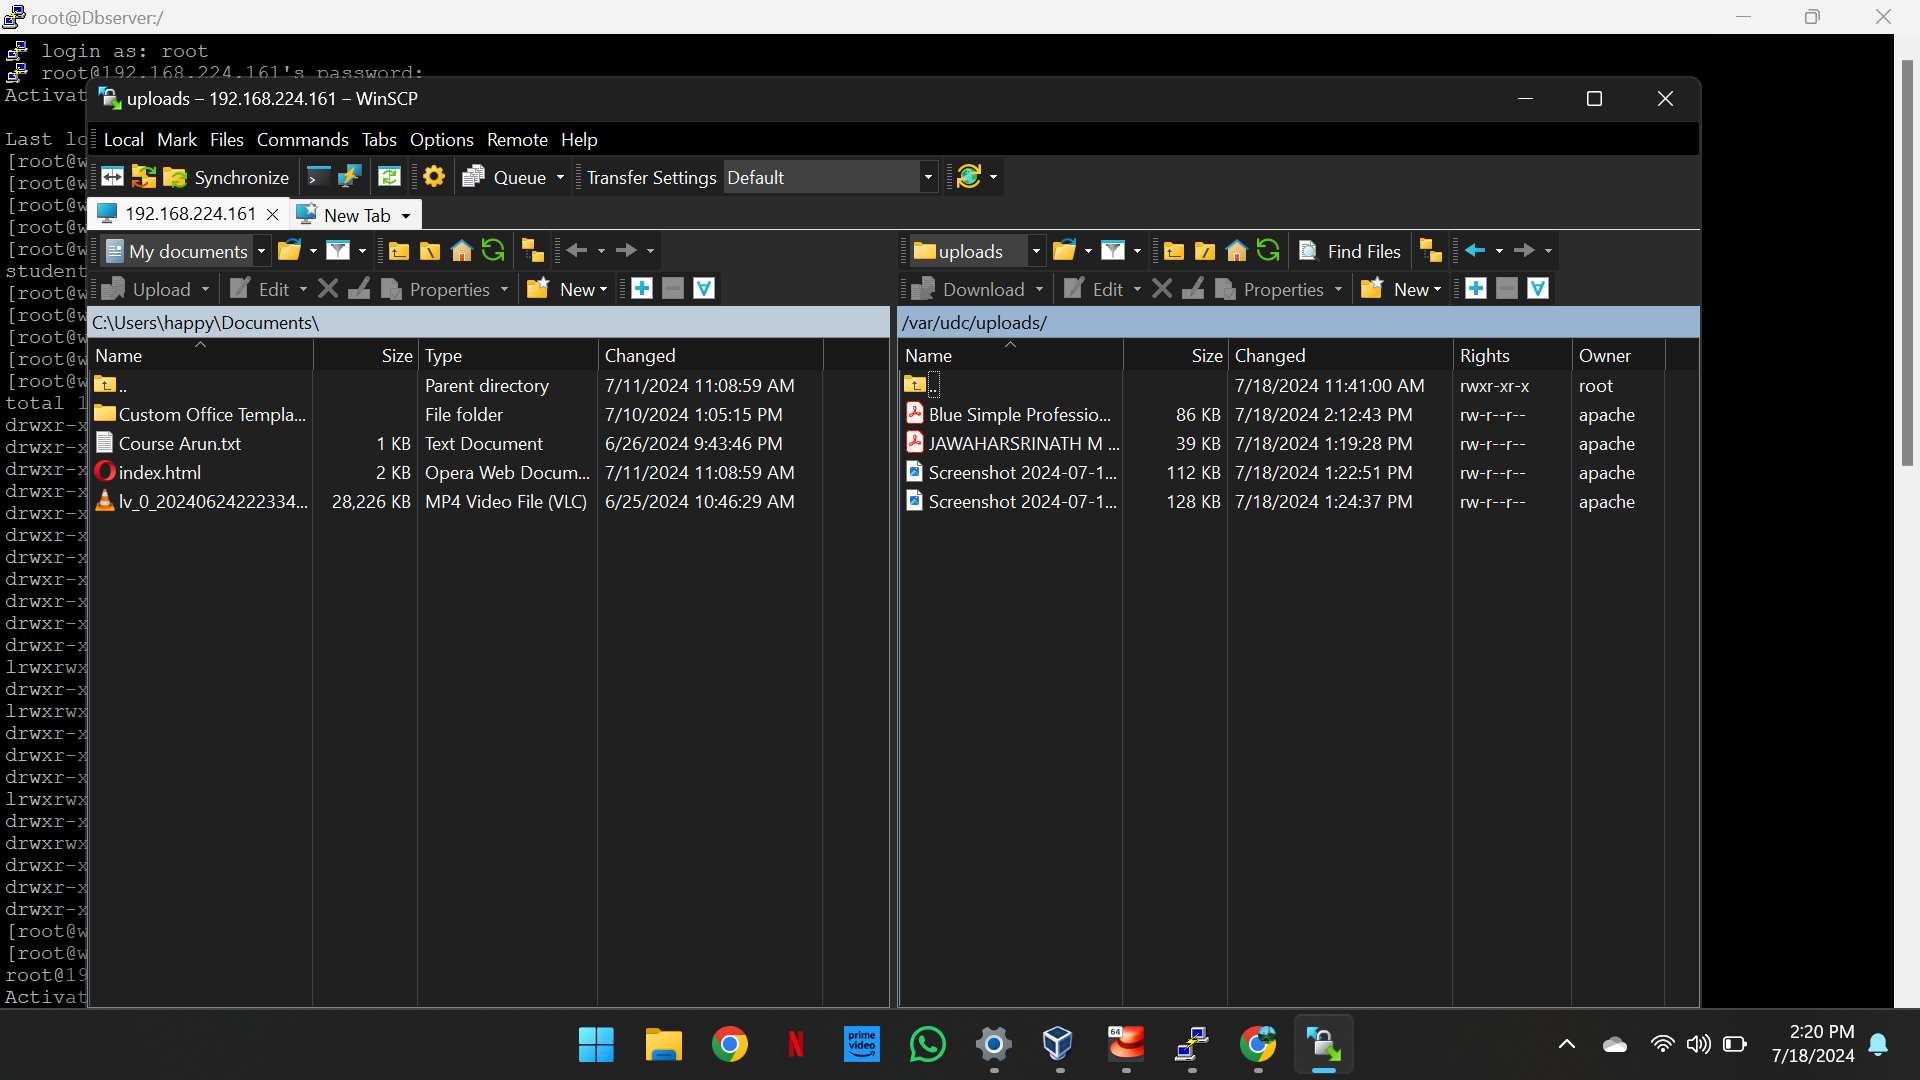 root@Dbserver:/
login as: root
root@192.168.224.161's password:
Activat
Last lo
[root@w
[root@w
[root@w
[root@w
[root@w
student
[root@w
[root@w
[root@w
[root@w
[root@w
total 1
drwxr-x
drwxr-x
drwxr-x
drwxr-x
drwxr-x
drwxr-x
drwxr-x
drwxr-x
drwxr-x
drwxr-x
drwxr-x
lrwxrwx
drwxr-x
lrwxrwx
drwxr-x
drwxr-x
drwxr-x
lrwxrwx
drwxr-x
drwxrwx
drwxr-x
drwxr-x
drwxr-x
[root@w
[root@w
root@19
Activat
uploads – 192.168.224.161 – WinSCP
Local Mark Files Commands Tabs Options Remote Help
Synchronize Queue Transfer Settings Default
192.168.224.161 New Tab
My documents
Upload Edit Properties New
C:\Users\happy\Documents\
Name Size Type Changed
.. Parent directory 7/11/2024 11:08:59 AM
Custom Office Templa... File folder 7/10/2024 1:05:15 PM
Course Arun.txt 1 KB Text Document 6/26/2024 9:43:46 PM
index.html 2 KB Opera Web Docum... 7/11/2024 11:08:59 AM
lv_0_20240624222334... 28,226 KB MP4 Video File (VLC) 6/25/2024 10:46:29 AM
uploads Find Files
Download Edit Properties New
/var/udc/uploads/
Name Size Changed Rights Owner
.. 7/18/2024 11:41:00 AM rwxr-xr-x root
Blue Simple Professio... 86 KB 7/18/2024 2:12:43 PM rw-r--r-- apache
JAWAHARSRINATH M ... 39 KB 7/18/2024 1:19:28 PM rw-r--r-- apache
Screenshot 2024-07-1... 112 KB 7/18/2024 1:22:51 PM rw-r--r-- apache
Screenshot 2024-07-1... 128 KB 7/18/2024 1:24:37 PM rw-r--r-- apache
prime
video
64
2:20 PM
7/18/2024